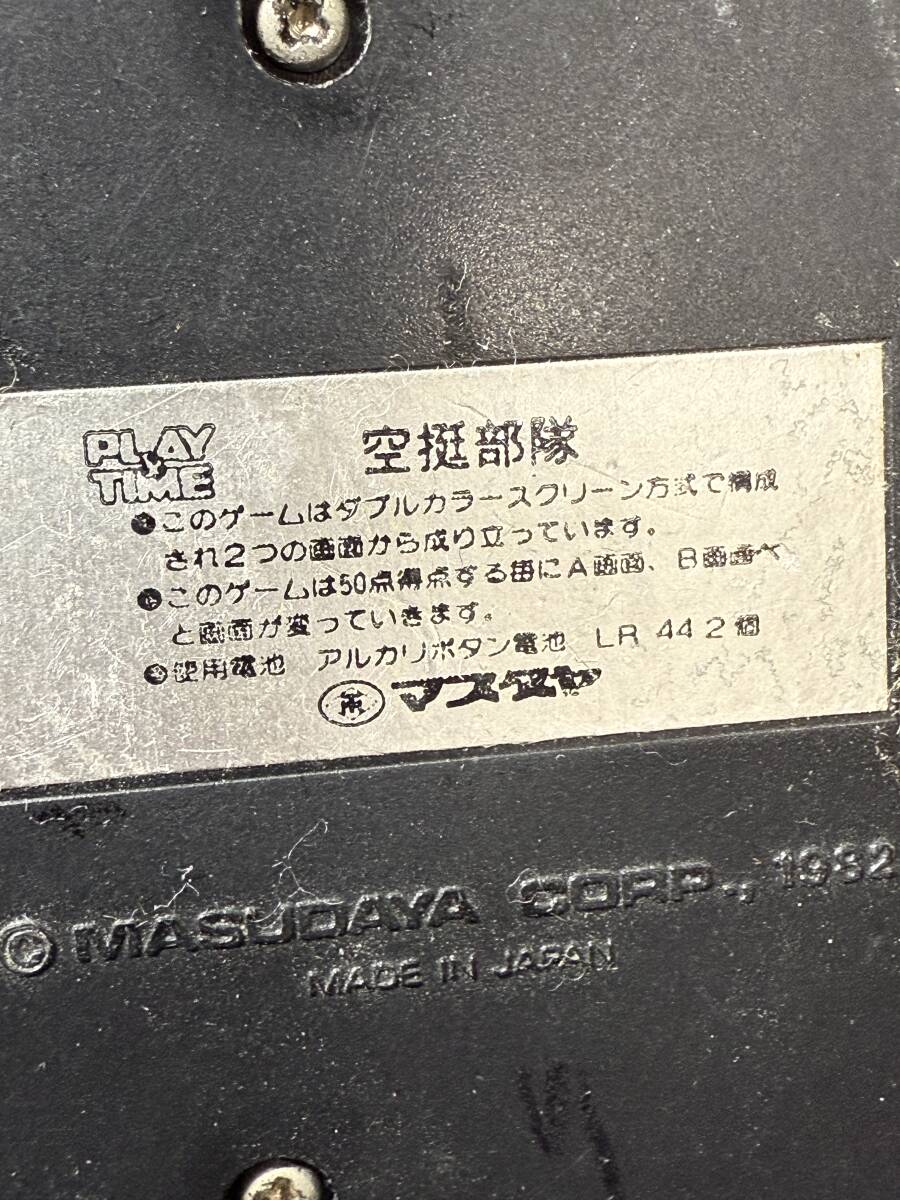 PLAY
TIME
空挺部隊
●このゲームはダブルカラースクリーン方式で構成
され2つの画面から成り立っています。
●このゲームは50点得点する毎にA画面、B画面へ
と画面が変っていきます。
●使用電池 アルカリボタン電池 LR 44 2個
マスダヤ
© MASUDAYA CORP., 1982
MADE IN JAPAN